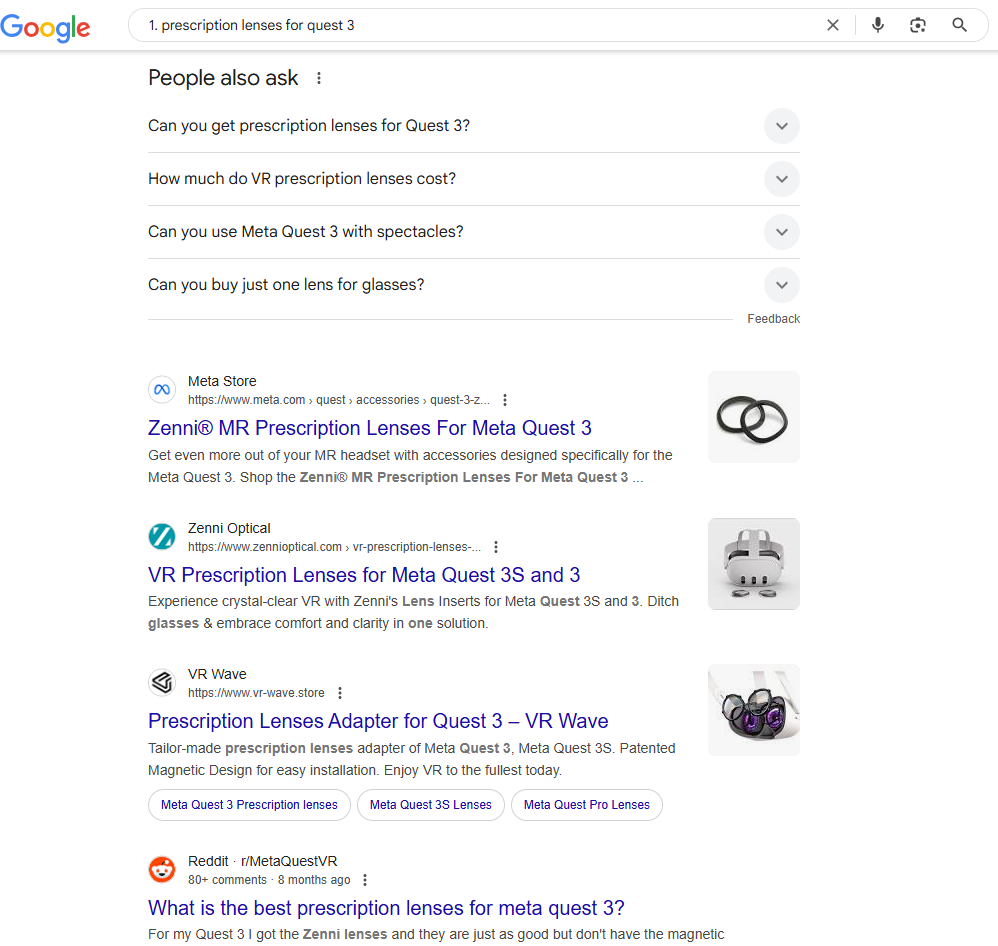 Google
1. prescription lenses for quest 3
People also ask
Can you get prescription lenses for Quest 3?
How much do VR prescription lenses cost?
Can you use Meta Quest 3 with spectacles?
Can you buy just one lens for glasses?
Feedback
Meta Store
https://www.meta.com › quest › accessories › quest-3-z...
Zenni® MR Prescription Lenses For Meta Quest 3
Get even more out of your MR headset with accessories designed specifically for the
Meta Quest 3. Shop the Zenni® MR Prescription Lenses For Meta Quest 3 ...
Zenni Optical
https://www.zennioptical.com › vr-prescription-lenses-...
VR Prescription Lenses for Meta Quest 3S and 3
Experience crystal-clear VR with Zenni's Lens Inserts for Meta Quest 3S and 3. Ditch
glasses & embrace comfort and clarity in one solution.
VR Wave
https://www.vr-wave.store
Prescription Lenses Adapter for Quest 3 – VR Wave
Tailor-made prescription lenses adapter of Meta Quest 3, Meta Quest 3S. Patented
Magnetic Design for easy installation. Enjoy VR to the fullest today.
Meta Quest 3 Prescription lenses
Meta Quest 3S Lenses
Meta Quest Pro Lenses
Reddit · r/MetaQuestVR
80+ comments · 8 months ago
What is the best prescription lenses for meta quest 3?
For my Quest 3 I got the Zenni lenses and they are just as good but don't have the magnetic